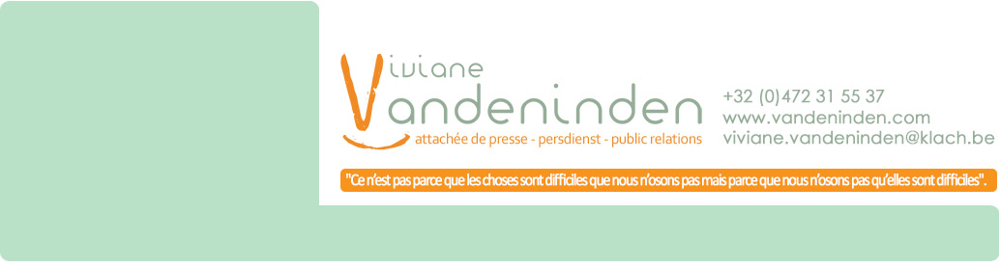 Viviane
Vandeninden
attachée de presse - persdienst - public relations
+32 (0)472 31 55 37
www.vandeninden.com
viviane.vandeninden@klach.be
"Ce n'est pas parce que les choses sont difficiles que nous n'osons pas mais parce que nous n'osons pas qu'elles sont difficiles".